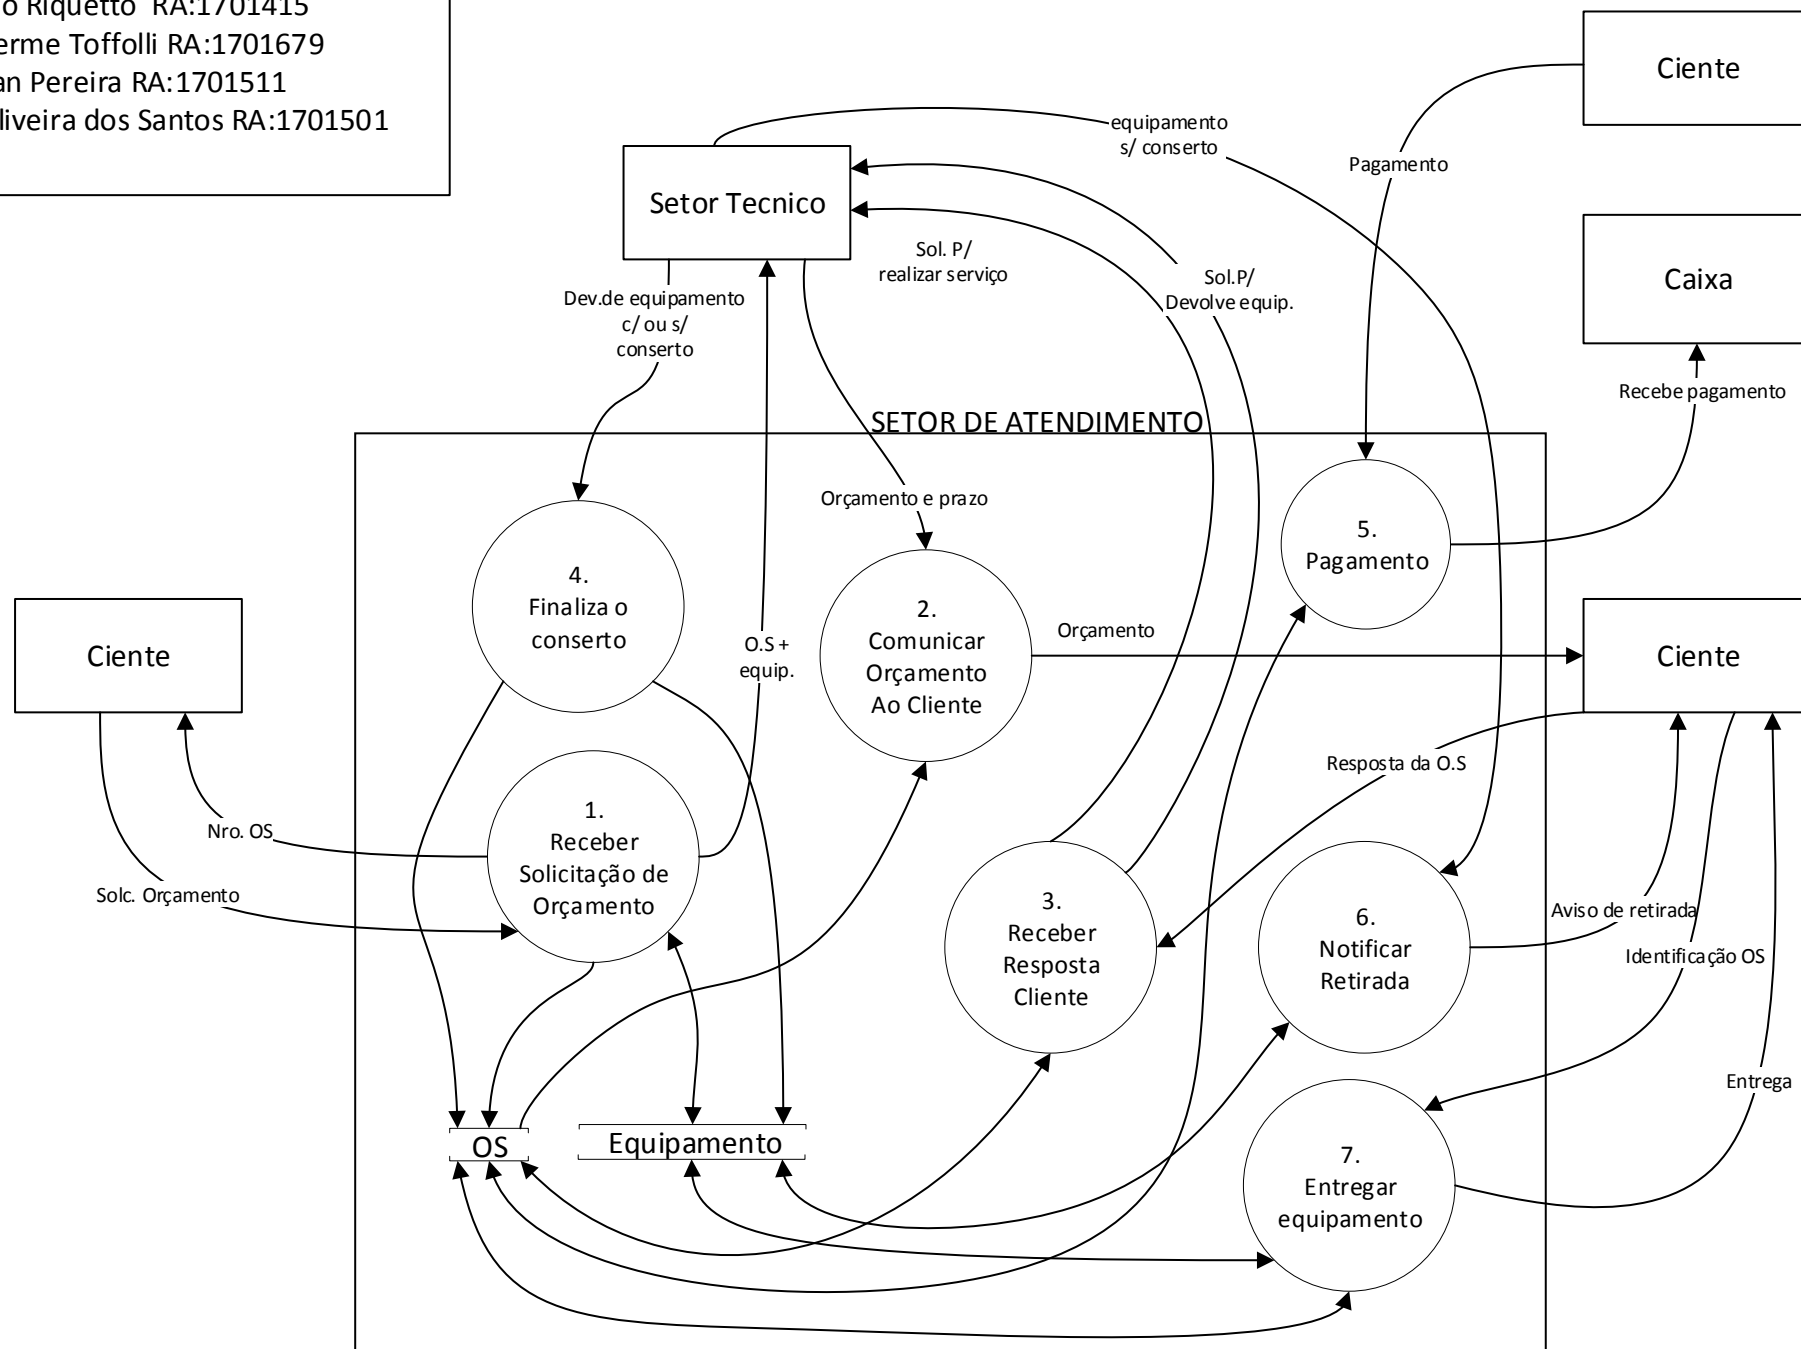 o Riquetto RA:1701415
erme Toffolli RA:1701679
an Pereira RA:1701511
liveira dos Santos RA:1701501
Ciente
equipamento
s/ conserto
Pagamento
Setor Tecnico
Sol. P/
realizar serviço
Sol.P/
Devolve equip.
Caixa
Dev.de equipamento
c/ ou s/
conserto
Recebe pagamento
SETOR DE ATENDIMENTO
Orçamento e prazo
5.
Pagamento
4.
Finaliza o
conserto
2.
Comunicar
Orçamento
Ao Cliente
Orçamento
Ciente
O.S +
equip.
Ciente
Resposta da O.S
Nro. OS
1.
Receber
Solicitação de
Orçamento
Solc. Orçamento
3.
Receber
Resposta
Cliente
6.
Notificar
Retirada
Aviso de retirada
Identificação OS
Entrega
OS
Equipamento
7.
Entregar
equipamento